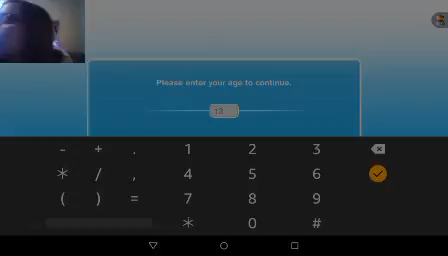 Please enter your age to continue.
13
- + . 1 2 3
* / , 4 5 6
( ) = 7 8 9
* 0 #